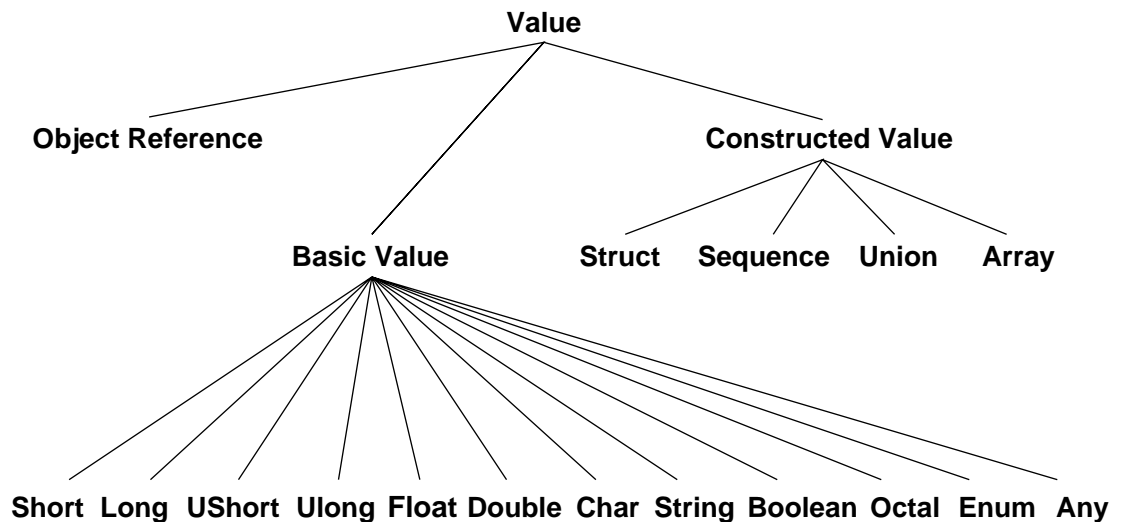 Value
Object Reference
Constructed Value
Basic Value
Struct Sequence Union Array
Short Long UShort Ulong Float Double Char String Boolean Octal Enum Any